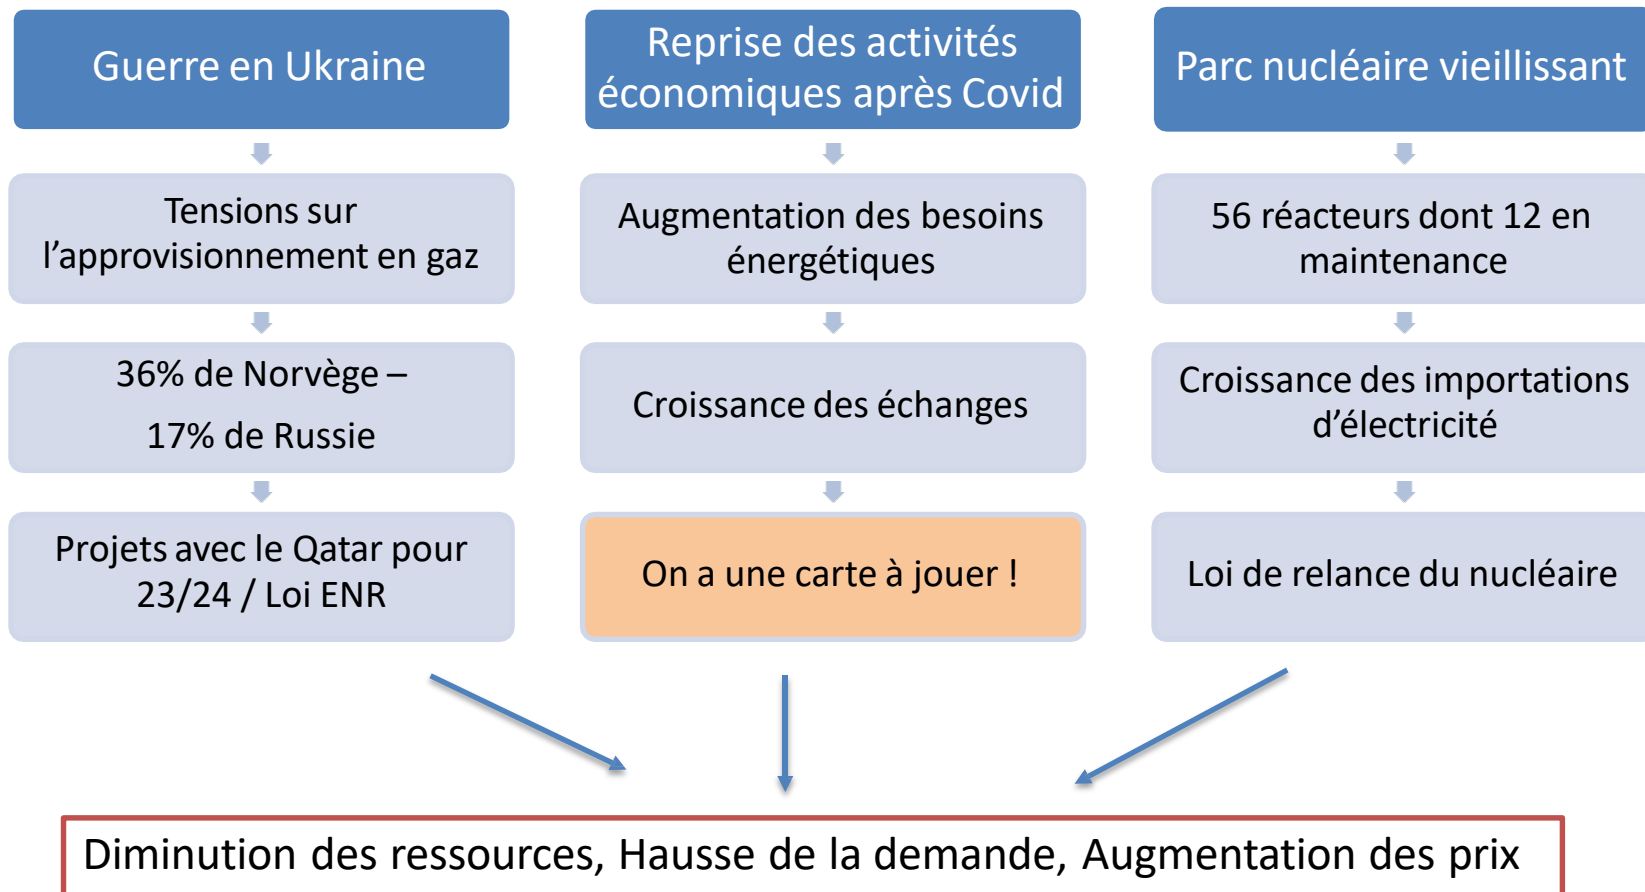 Guerre en Ukraine
Tensions sur
l’approvisionnement en gaz
36% de Norvège –
17% de Russie
Projets avec le Qatar pour
23/24 / Loi ENR
Reprise des activités
économiques après Covid
Augmentation des besoins
énergétiques
Croissance des échanges
On a une carte à jouer !
Parc nucléaire vieillissant
56 réacteurs dont 12 en
maintenance
Croissance des importations
d’électricité
Loi de relance du nucléaire
Diminution des ressources, Hausse de la demande, Augmentation des prix